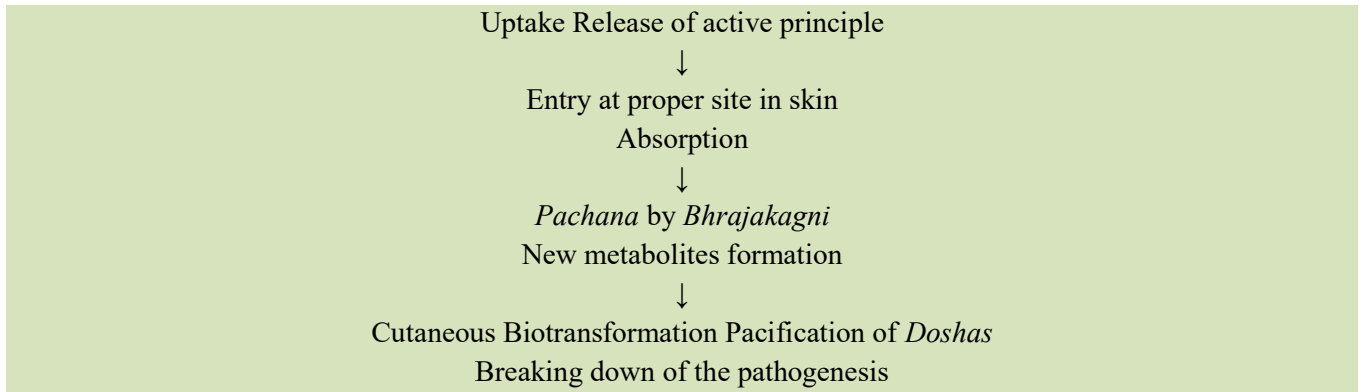 Uptake Release of active principle
↓
Entry at proper site in skin
Absorption
↓
Pachana by Bhrajakagni
New metabolites formation
↓
Cutaneous Biotransformation Pacification of Doshas
Breaking down of the pathogenesis